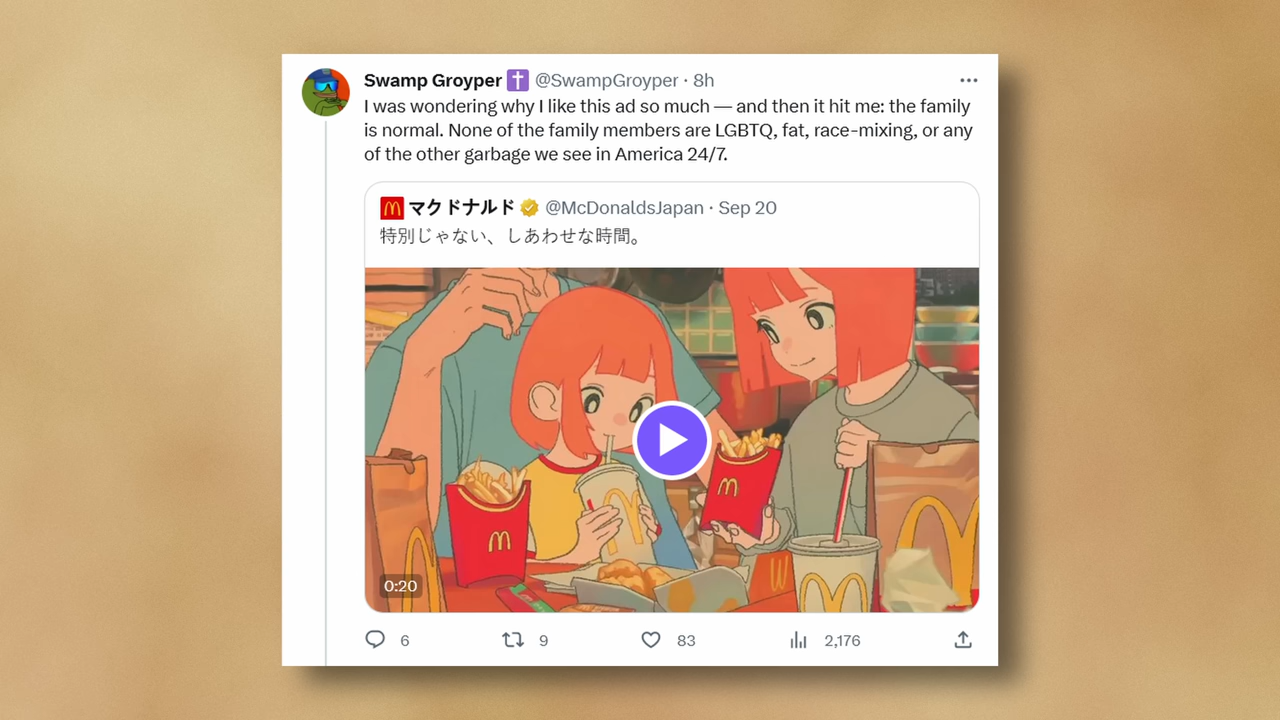 Swamp Groyper ✝️ @SwampGroyper · 8h
I was wondering why I like this ad so much — and then it hit me: the family
is normal. None of the family members are LGBTQ, fat, race-mixing, or any
of the other garbage we see in America 24/7.
マクドナルド @McDonaldsJapan · Sep 20
特別じゃない、しあわせな時間。
0:20
6 9 83 2,176